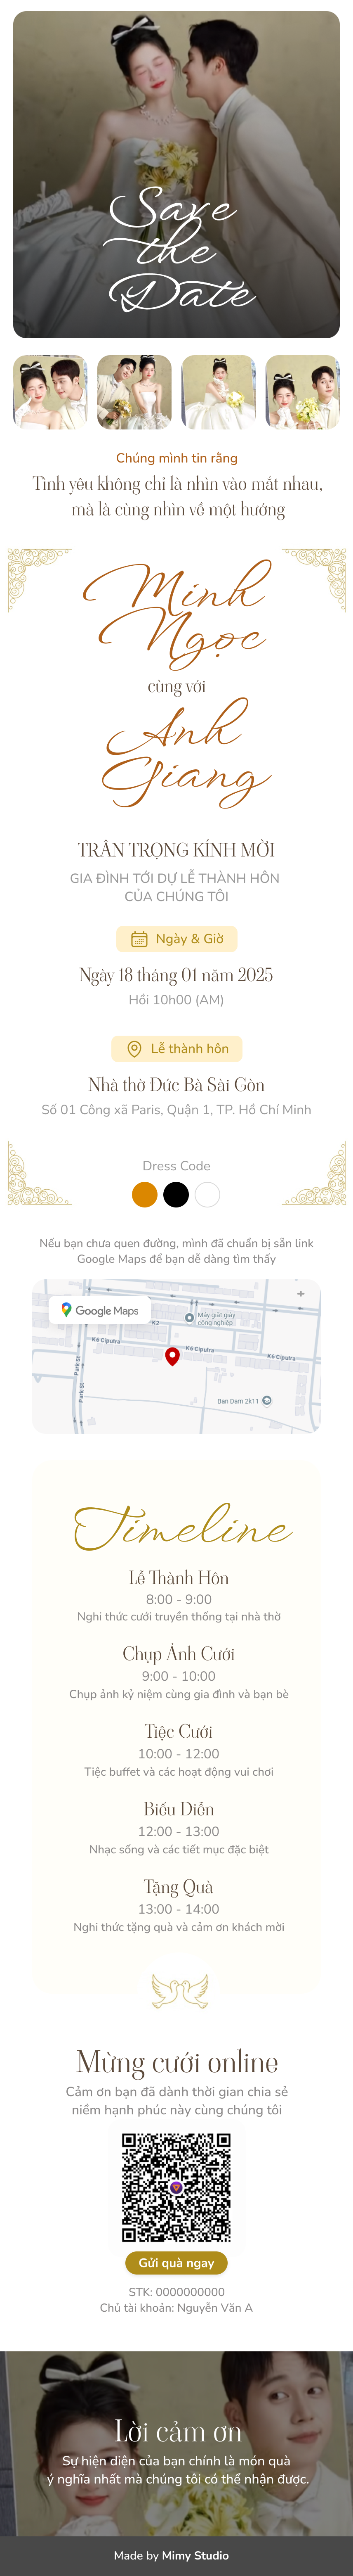 Save
the
Date
Chúng mình tin rằng
Tình yêu không chỉ là nhìn vào mắt nhau,
mà là cùng nhìn về một hướng
Minh
Ngọc
cùng với
Anh
Giang
TRÂN TRỌNG KÍNH MỜI
GIA ĐÌNH TỚI DỰ LỄ THÀNH HÔN
CỦA CHÚNG TÔI
Ngày & Giờ
Ngày 18 tháng 01 năm 2025
Hồi 10h00 (AM)
Lễ thành hôn
Nhà thờ Đức Bà Sài Gòn
Số 01 Công xã Paris, Quận 1, TP. Hồ Chí Minh
Dress Code
Nếu bạn chưa quen đường, mình đã chuẩn bị sẵn link
Google Maps để bạn dễ dàng tìm thấy
Google Maps
Máy giặt giày
công nghiệp
K2
K6 Ciputra
K6 Ciputra
K6 Ciputra
Park St
Park St
Ban Dam 2k11
Timeline
Lễ Thành Hôn
8:00 - 9:00
Nghi thức cưới truyền thống tại nhà thờ
Chụp Ảnh Cưới
9:00 - 10:00
Chụp ảnh kỷ niệm cùng gia đình và bạn bè
Tiệc Cưới
10:00 - 12:00
Tiệc buffet và các hoạt động vui chơi
Biểu Diễn
12:00 - 13:00
Nhạc sống và các tiết mục đặc biệt
Tặng Quà
13:00 - 14:00
Nghi thức tặng quà và cảm ơn khách mời
Mừng cưới online
Cảm ơn bạn đã dành thời gian chia sẻ
niềm hạnh phúc này cùng chúng tôi
Gửi quà ngay
STK: 0000000000
Chủ tài khoản: Nguyễn Văn A
Lời cảm ơn
Sự hiện diện của bạn chính là món quà
ý nghĩa nhất mà chúng tôi có thể nhận được.
Made by Mimy Studio